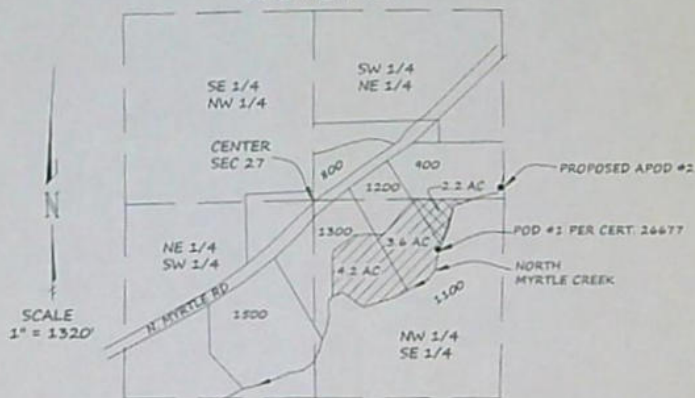 SE 1/4
NW 1/4
SW 1/4
NE 1/4
CENTER
SEC 27
800
900
1200
2.2 AC
PROPOSED APOD #2
N
1300
3.6 AC
POD #1 PER CERT. 26677
NE 1/4
SW 1/4
4.2 AC
NORTH
MYRTLE CREEK
1100
SCALE
1" = 1320'
N. MYRTLE RD
1500
NW 1/4
SE 1/4